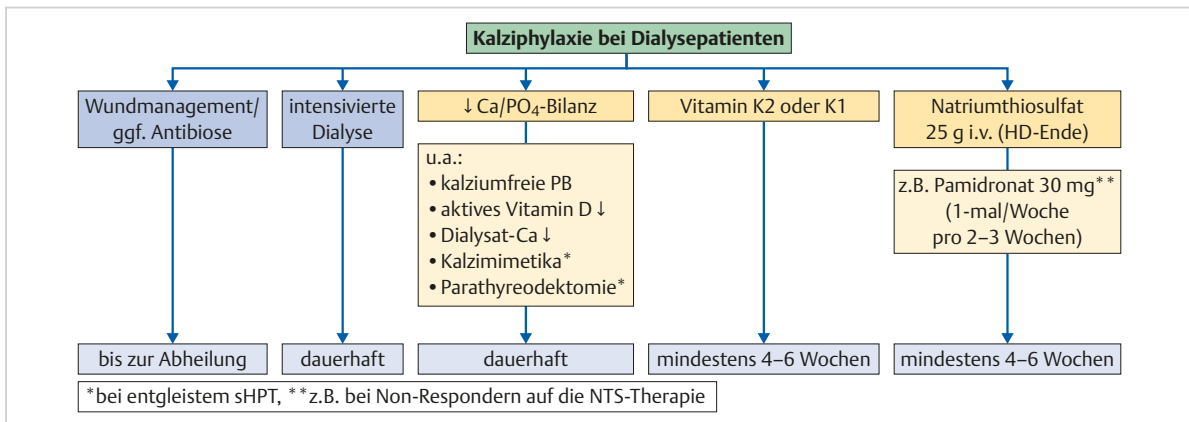 Kalziphylaxie bei Dialysepatienten
Wundmanagement/
ggf. Antibiose
intensivierte
Dialyse
↓Ca/PO₄-Bilanz
Vitamin K2 oder K1
Natriumthiosulfat
25 g i.v. (HD-Ende)
u.a.:
• kalziumfreie PB
• aktives Vitamin D↓
• Dialysat-Ca↓
• Kalzimimetika*
• Parathyreodektomie*
z.B. Pamidronat 30 mg**
(1-mal/Woche
pro 2–3 Wochen)
bis zur Abheilung
dauerhaft
dauerhaft
mindestens 4–6 Wochen
mindestens 4–6 Wochen
*bei entgleistem sHPT, **z.B. bei Non-Respondern auf die NTS-Therapie